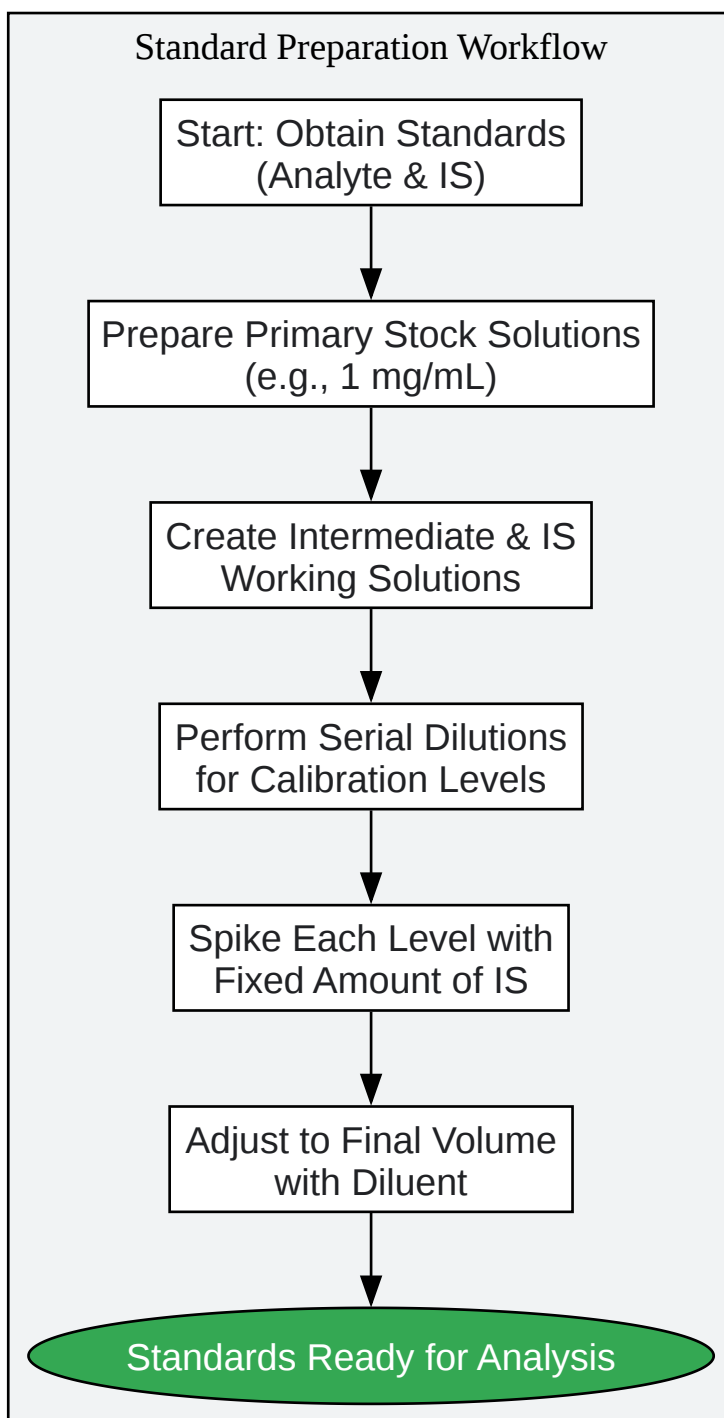 Standard Preparation Workflow
Start: Obtain Standards
(Analyte & IS)
Prepare Primary Stock Solutions
(e.g., 1 mg/mL)
Create Intermediate & IS
Working Solutions
Perform Serial Dilutions
for Calibration Levels
Spike Each Level with
Fixed Amount of IS
Adjust to Final Volume
with Diluent
Standards Ready for Analysis